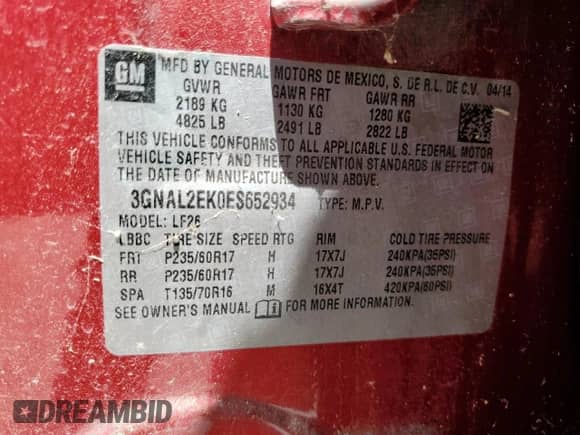 GM
MFD BY GENERAL MOTORS DE MEXICO, S. DE R.L. DE C.V. 04/14
GVWR GAWR FRT GAWR RR
2189 KG 1130 KG 1280 KG
4825 LB 2491 LB 2822 LB
THIS VEHICLE CONFORMS TO ALL APPLICABLE U.S. FEDERAL MOTOR
VEHICLE SAFETY AND THEFT PREVENTION STANDARDS IN EFFECT ON
THE DATE OF MANUFACTURE SHOWN ABOVE.
3GNAL2EK0ES652934 TYPE: M.P.V.
MODEL: LF26
LBBC TIRE SIZE SPEED RTG RIM COLD TIRE PRESSURE
FRT P235/60R17 H 17X7J 240KPA(35PSI)
RR P235/60R17 H 17X7J 240KPA(35PSI)
SPA T135/70R16 M 16X4T 420KPA(60PSI)
SEE OWNER'S MANUAL i FOR MORE INFORMATION.
DREAMBID